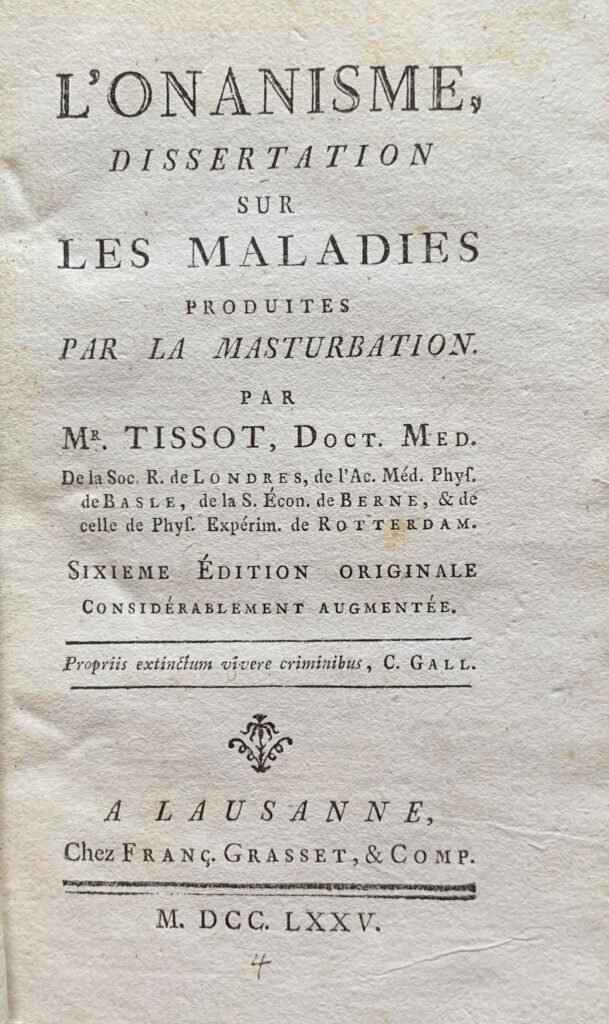 L'ONANISME,
DISSERTATION
SUR
LES MALADIES
PRODUITES
PAR LA MASTURBATION.
PAR
MR. TISSOT, DOCT. MED.
De la Soc. R. de LONDRES, de l'Ac. Méd. Phyſ.
de BASLE, de la S. Écon. de BERNE, & de
celle de Phyſ. Expérim. de ROTTERDAM.
SIXIEME ÉDITION ORIGINALE
CONSIDÉRABLEMENT AUGMENTÉE.
Propriis extinctum vivere criminibus, C. GALL.
A LAUSANNE,
Chez FRANÇ. GRASSET, & COMP.
M. DCC. LXXV.
4